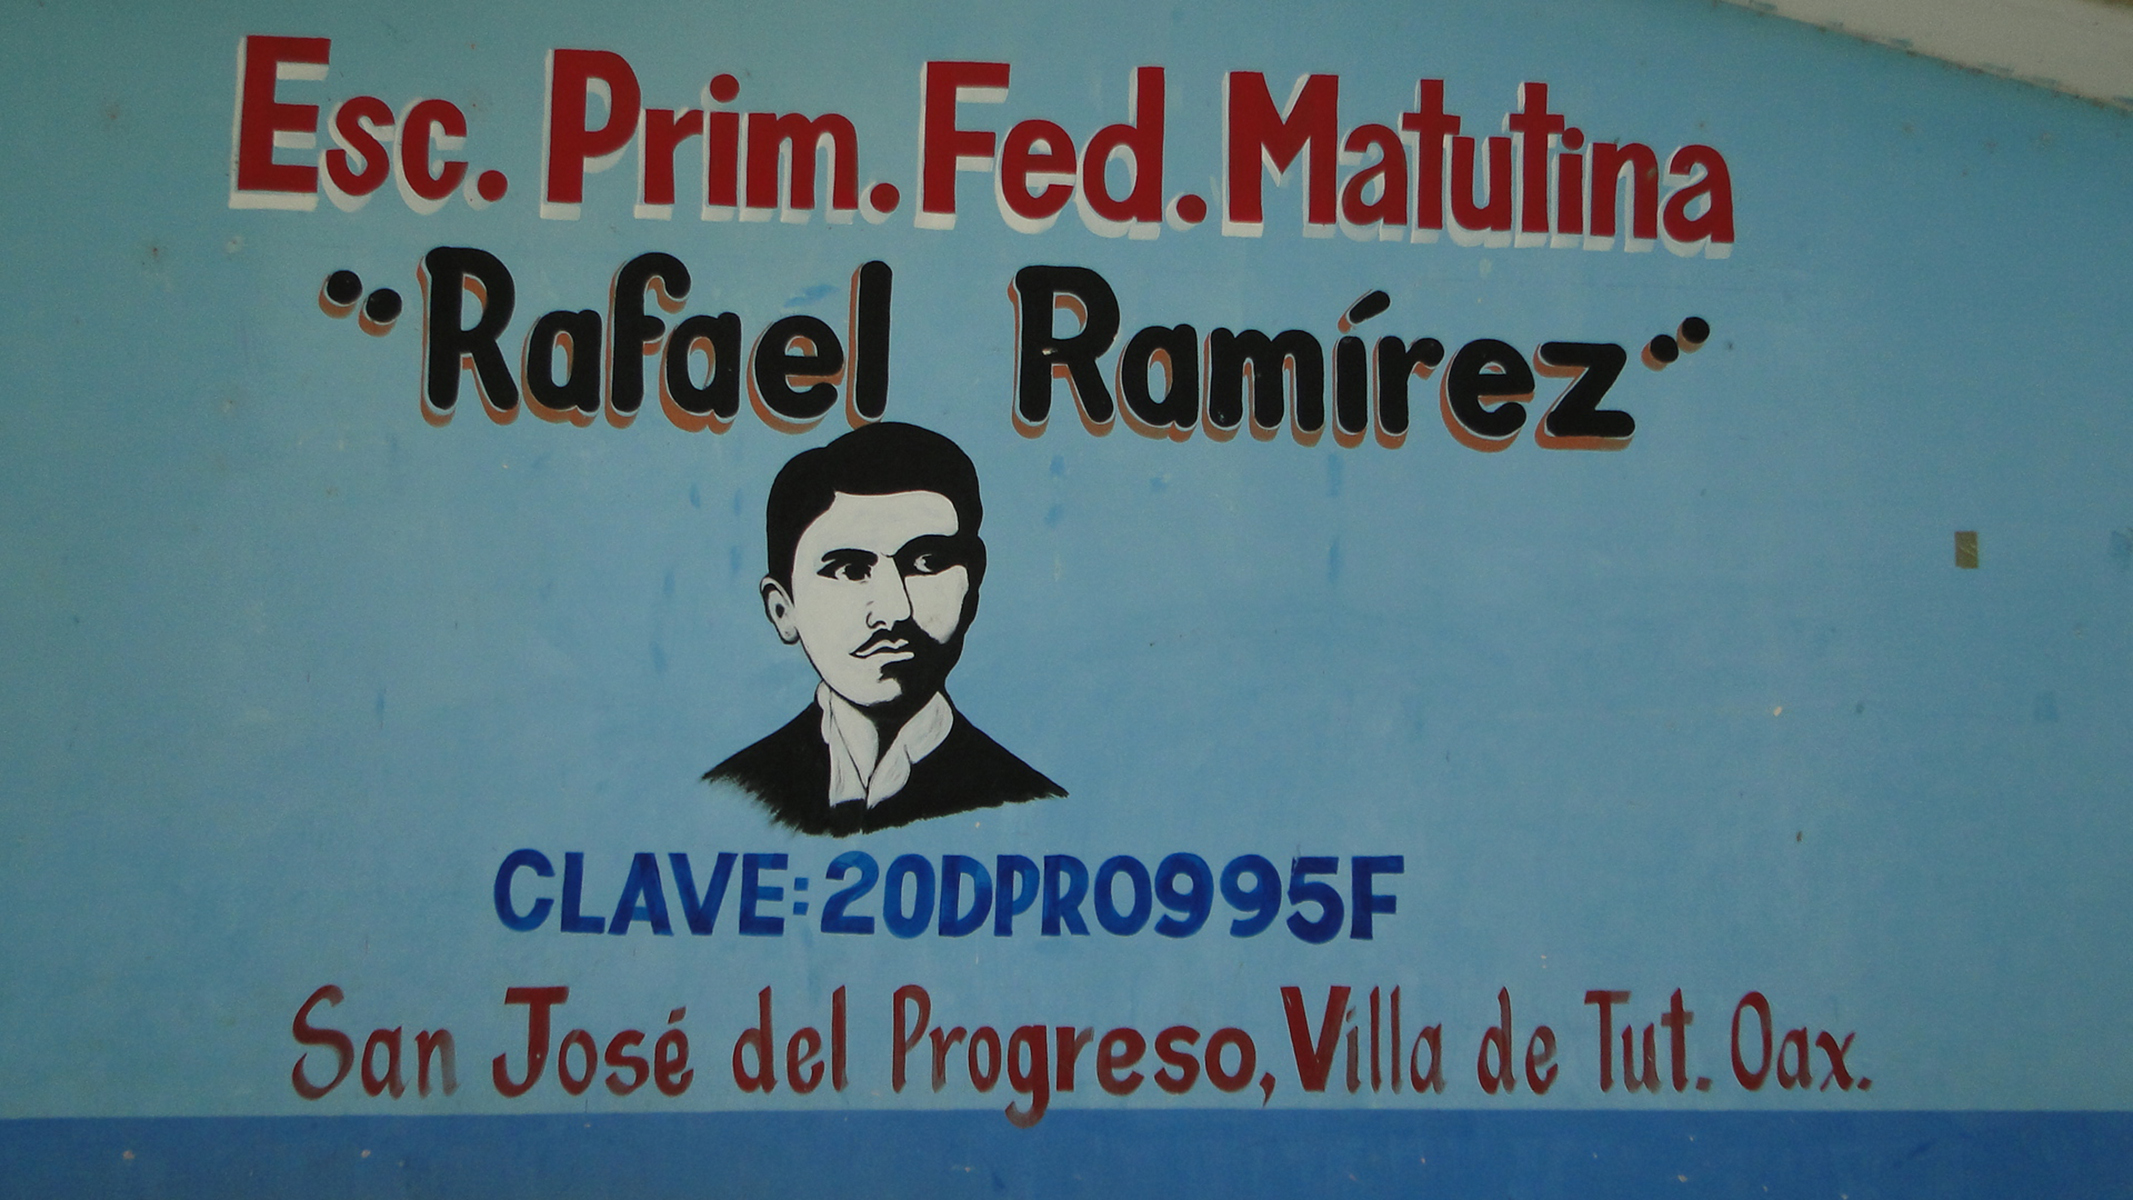 Esc. Prim. Fed. Matutina
"Rafael Ramírez"
CLAVE: 20DPR0995F
San José del Progreso, Villa de Tut. Oax.